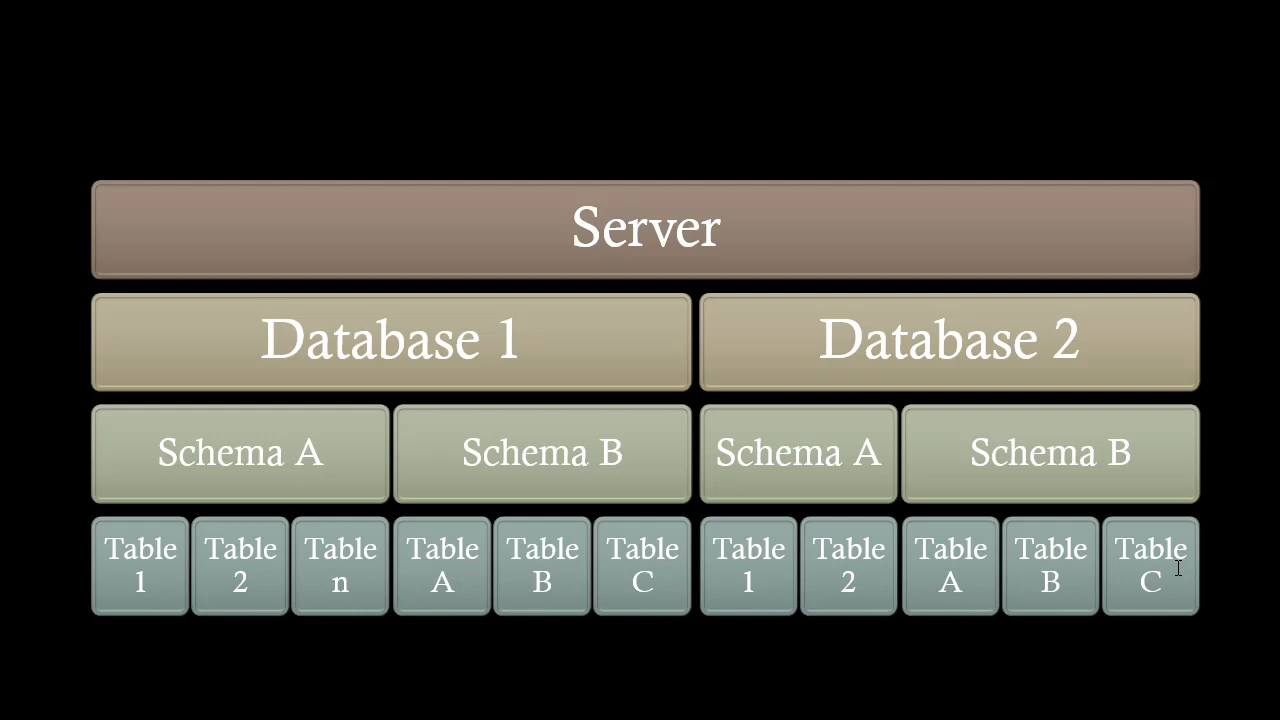 Server
Database 1
Database 2
Schema A
Schema B
Schema A
Schema B
Table
1
Table
2
Table
n
Table
A
Table
B
Table
C
Table
1
Table
2
Table
A
Table
B
Table
C